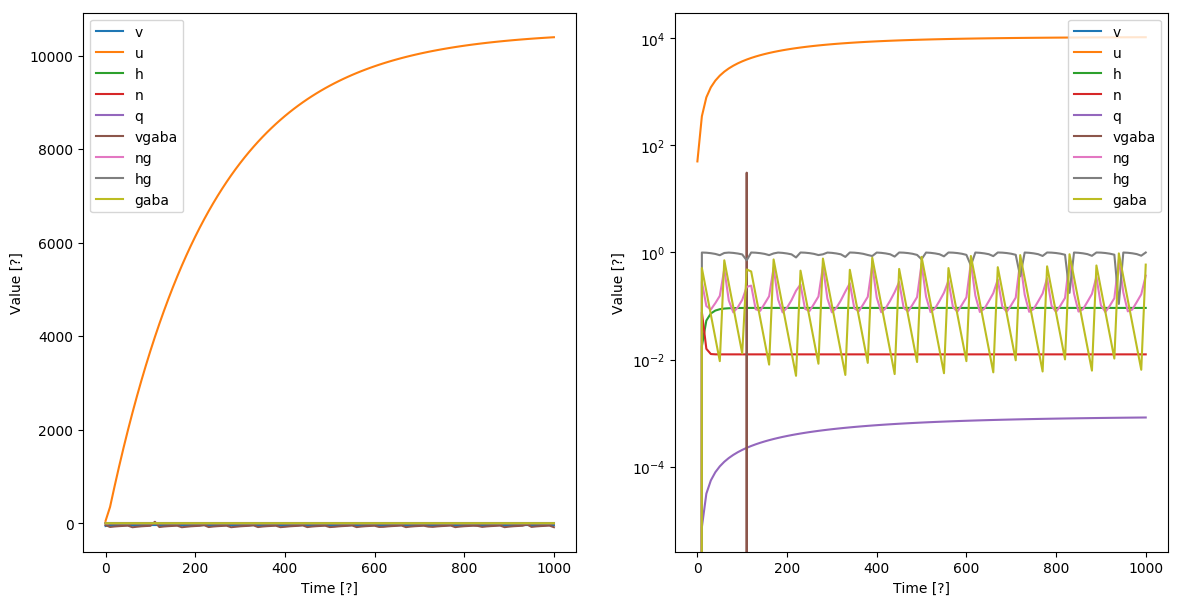 v
u
h
n
q
vgaba
ng
hg
gaba
10000
8000
6000
4000
2000
0
Value [?]
0 200 400 600 800 1000
Time [?]
v
u
h
n
q
vgaba
ng
hg
gaba
10^4
10^2
10^0
10^−2
10^−4
Value [?]
0 200 400 600 800 1000
Time [?]